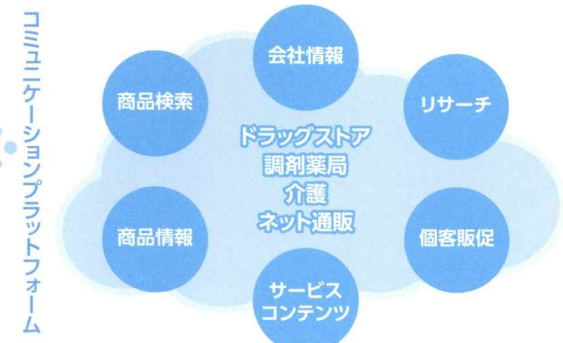 コミュニケーションプラットフォーム
会社情報
商品検索
リサーチ
ドラッグストア
調剤薬局
介護
ネット通販
商品情報
個客販促
サービス
コンテンツ